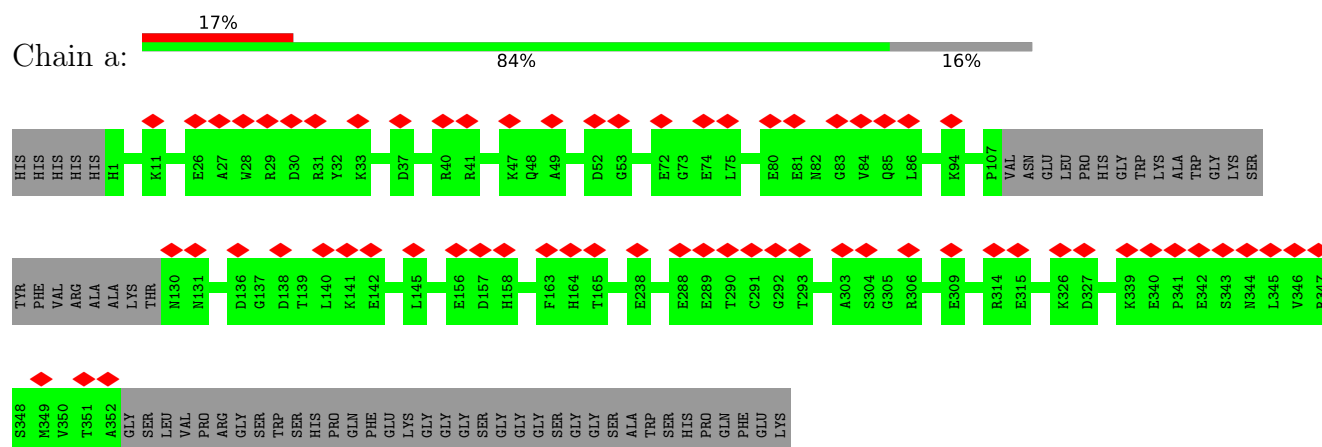 17%
Chain a:
84%
16%
HIS HIS HIS HIS HIS H1 K11 E26 A27 W28 R29 D30 R31 Y32 K33 D37 R40 R41 K47 Q48 A49 D52 G53 E72 G73 E74 L75 E80 E81 N82 G83 V84 Q85 L86 K94 P107 VAL ASN GLU LEU PRO HIS GLY TRP LYS ALA TRP GLY LYS SER
TYR PHE VAL ARG ALA ALA LYS THR N130 N131 D136 G137 D138 T139 L140 K141 E142 L145 E156 D157 H158 F163 H164 T165 E238 E288 E289 T290 C291 G292 T293 A303 S304 G305 R306 E309 R314 E315 K326 D327 K339 E340 P341 E342 S343 N344 L345 V346 R347
S348 M349 V350 T351 A352 GLY SER LEU VAL PRO ARG GLY SER TRP SER HIS PRO GLN PHE GLU LYS GLY GLY GLY SER GLY GLY GLY SER GLY GLY SER ALA TRP SER HIS PRO GLN PHE GLU LYS